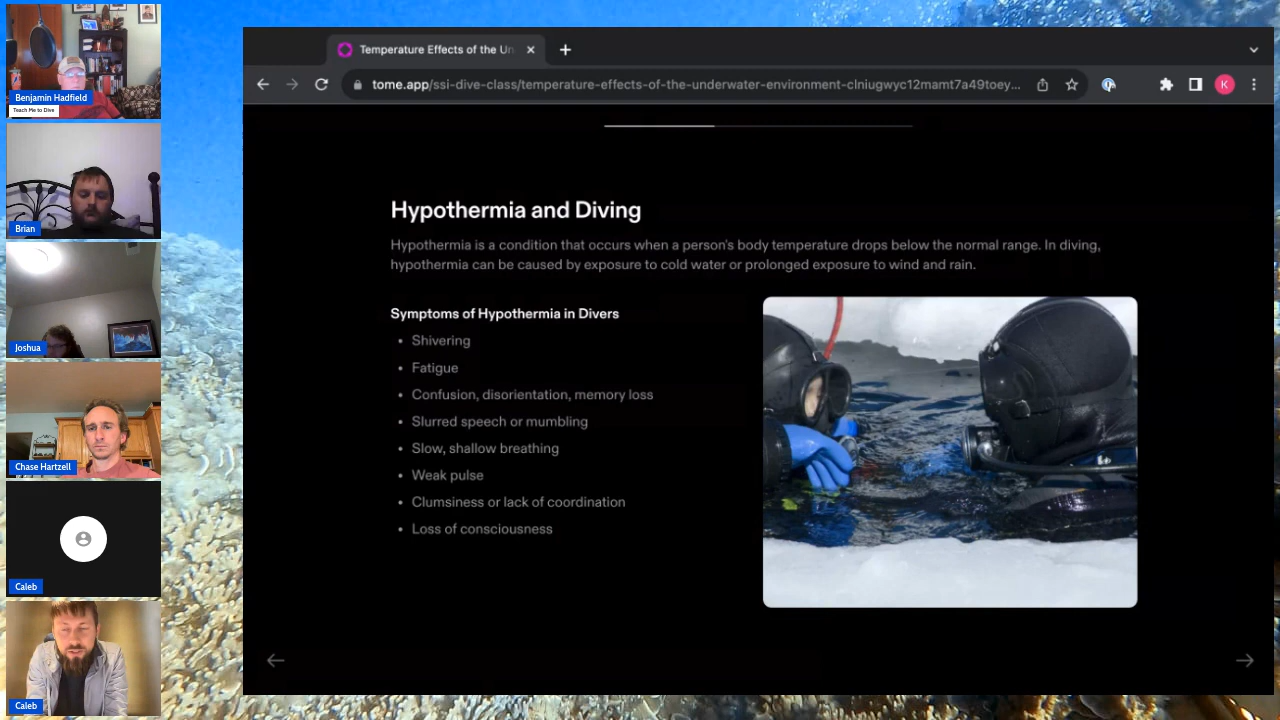 Benjamin Hadfield
Teach Me to Dive
Brian
Joshua
Chase Hartzell
Caleb
Caleb
Temperature Effects of the Un
tome.app/ssi-dive-class/temperature-effects-of-the-underwater-environment-clniugwyc12mamt7a49toey...
K
Hypothermia and Diving
Hypothermia is a condition that occurs when a person's body temperature drops below the normal range. In diving,
hypothermia can be caused by exposure to cold water or prolonged exposure to wind and rain.
Symptoms of Hypothermia in Divers
• Shivering
• Fatigue
• Confusion, disorientation, memory loss
• Slurred speech or mumbling
• Slow, shallow breathing
• Weak pulse
• Clumsiness or lack of coordination
• Loss of consciousness